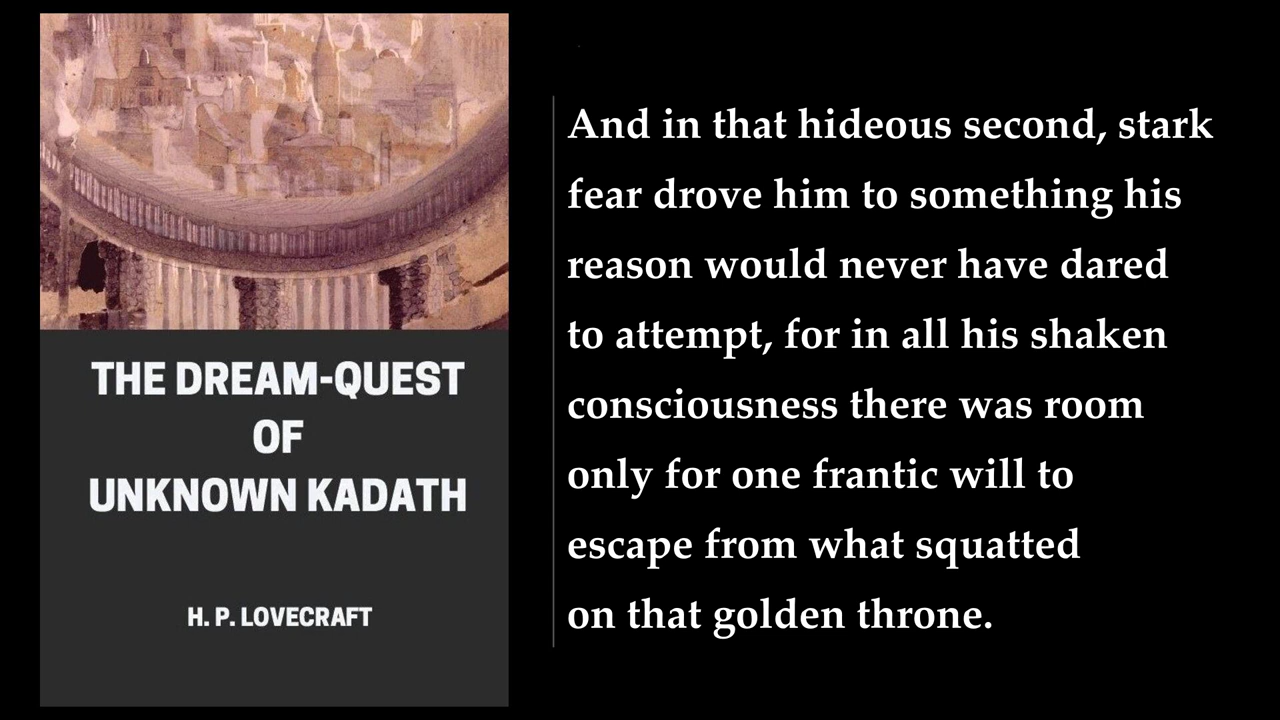 THE DREAM-QUEST
OF
UNKNOWN KADATH
H. P. LOVECRAFT
And in that hideous second, stark
fear drove him to something his
reason would never have dared
to attempt, for in all his shaken
consciousness there was room
only for one frantic will to
escape from what squatted
on that golden throne.